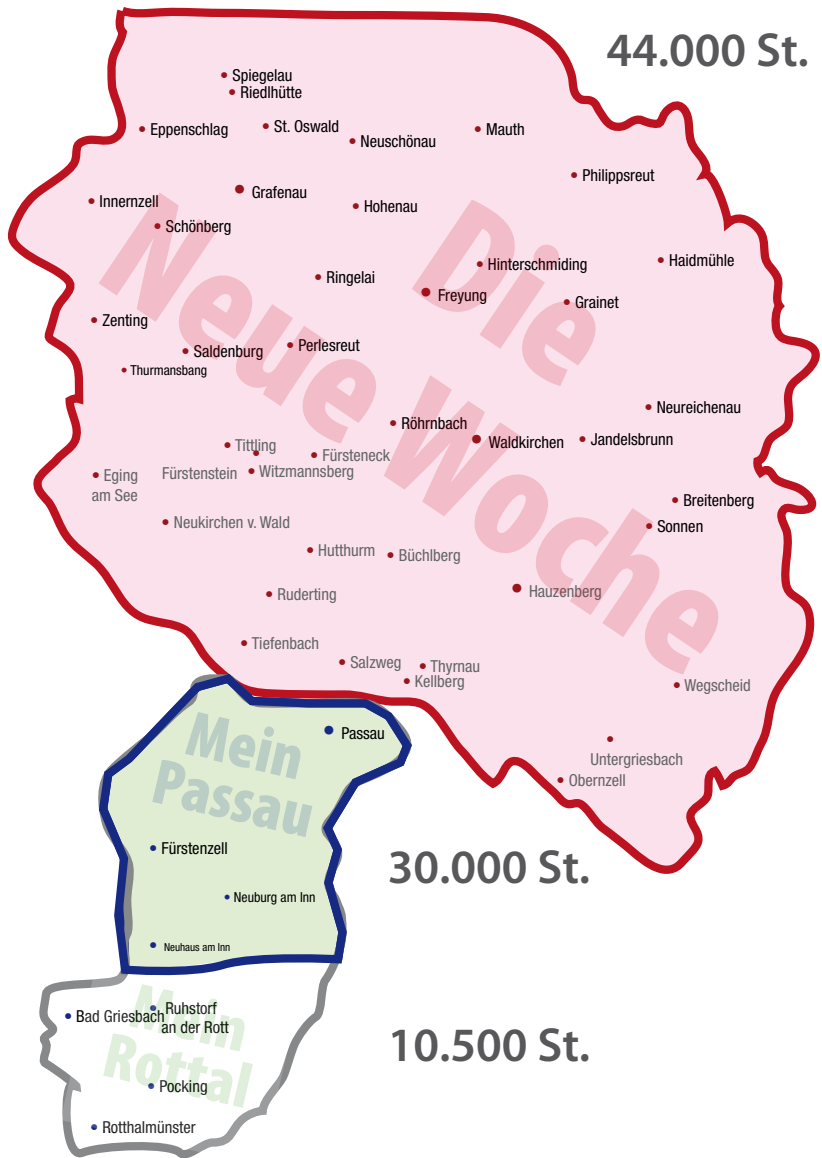 44.000 St.
Spiegelau
Riedlhütte
Eppenschlag
St. Oswald
Neuschönau
Mauth
Philippsreut
Innernzell
Grafenau
Hohenau
Schönberg
Die
Neue Woche
Hinterschmiding
Haidmühle
Ringelai
Freyung
Grainet
Zenting
Saldenburg
Perlesreut
Thurmansbang
Neureichenau
Röhrnbach
Waldkirchen
Jandelsbrunn
Tittling
Fürsteneck
Eging
am See
Fürstenstein
Witzmannsberg
Breitenberg
Sonnen
Neukirchen v. Wald
Hutthurm
Büchlberg
Ruderting
Hauzenberg
Tiefenbach
Salzweg
Thyrnau
Kellberg
Wegscheid
Untergriesbach
Obernzell
Mein
Passau
Passau
Fürstenzell
30.000 St.
Neuburg am Inn
Neuhaus am Inn
Mein
Rottal
Bad Griesbach
Ruhstorf
an der Rott
10.500 St.
Pocking
Rotthalmünster